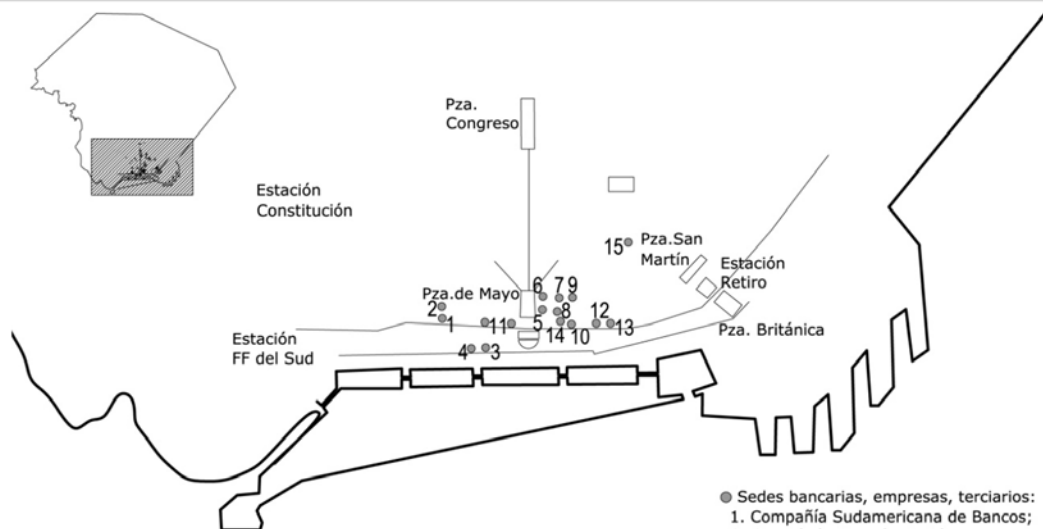 Pza.
Congreso
Estación
Constitución
15
Pza.San
Martín
Estación
Retiro
Pza.de Mayo
6 7 9
2
1
11
5
8
14
10
12
13
Pza. Británica
Estación
FF del Sud
4
3
Sedes bancarias, empresas, terciarios:
1. Compañía Sudamericana de Bancos;